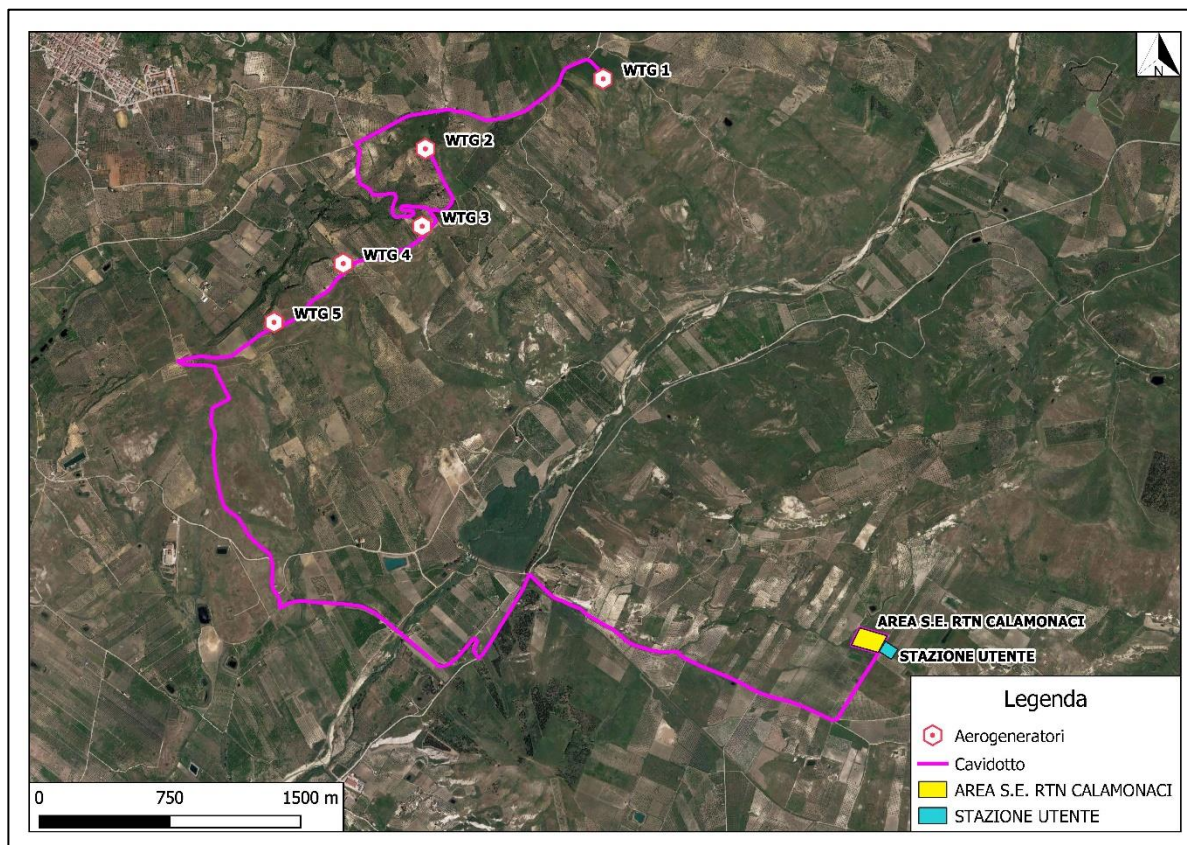 N
WTG 1
WTG 2
WTG 3
WTG 4
WTG 5
AREA S.E. RTN CALAMONACI
STAZIONE UTENTE
Legenda
Aerogeneratori
Cavidotto
AREA S.E. RTN CALAMONACI
STAZIONE UTENTE
0 750 1500 m